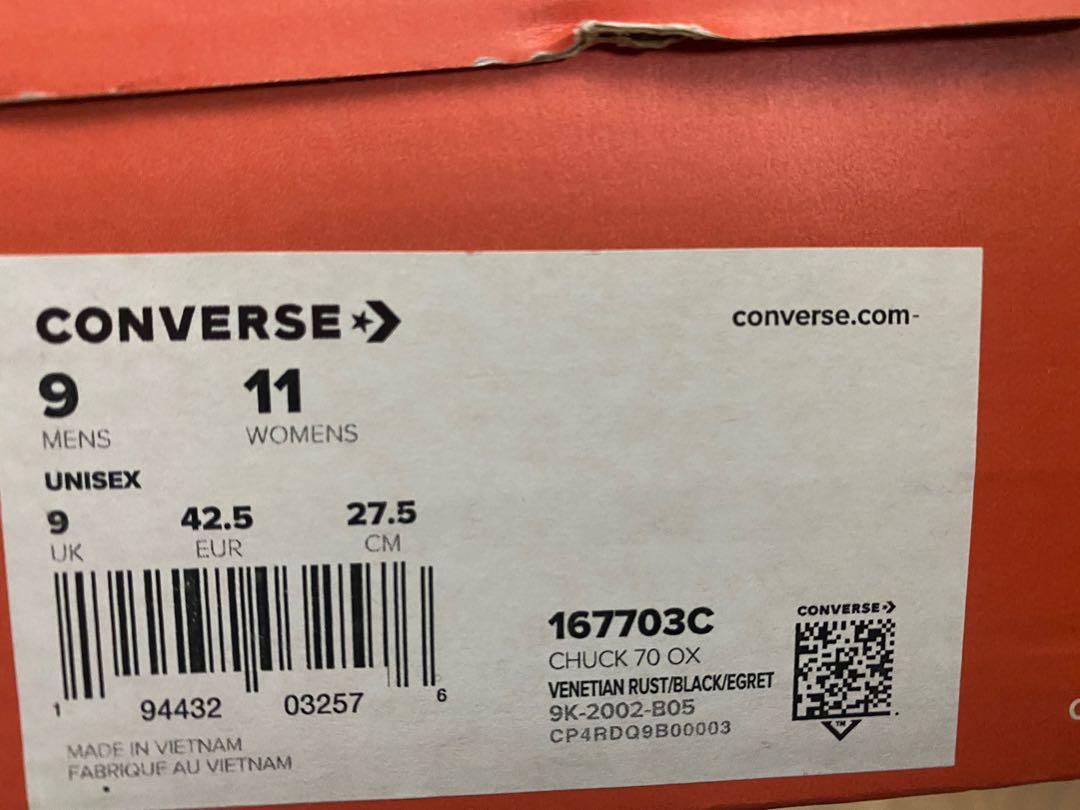 CONVERSE
converse.com-
9 11
MENS WOMENS
UNISEX
9 42.5 27.5
UK EUR CM
1 94432 03257 6
MADE IN VIETNAM
FABRIQUE AU VIETNAM
167703C
CHUCK 70 OX
VENETIAN RUST/BLACK/EGRET
9K-2002-B05
CP4RDQ9B00003
CONVERSE
TM